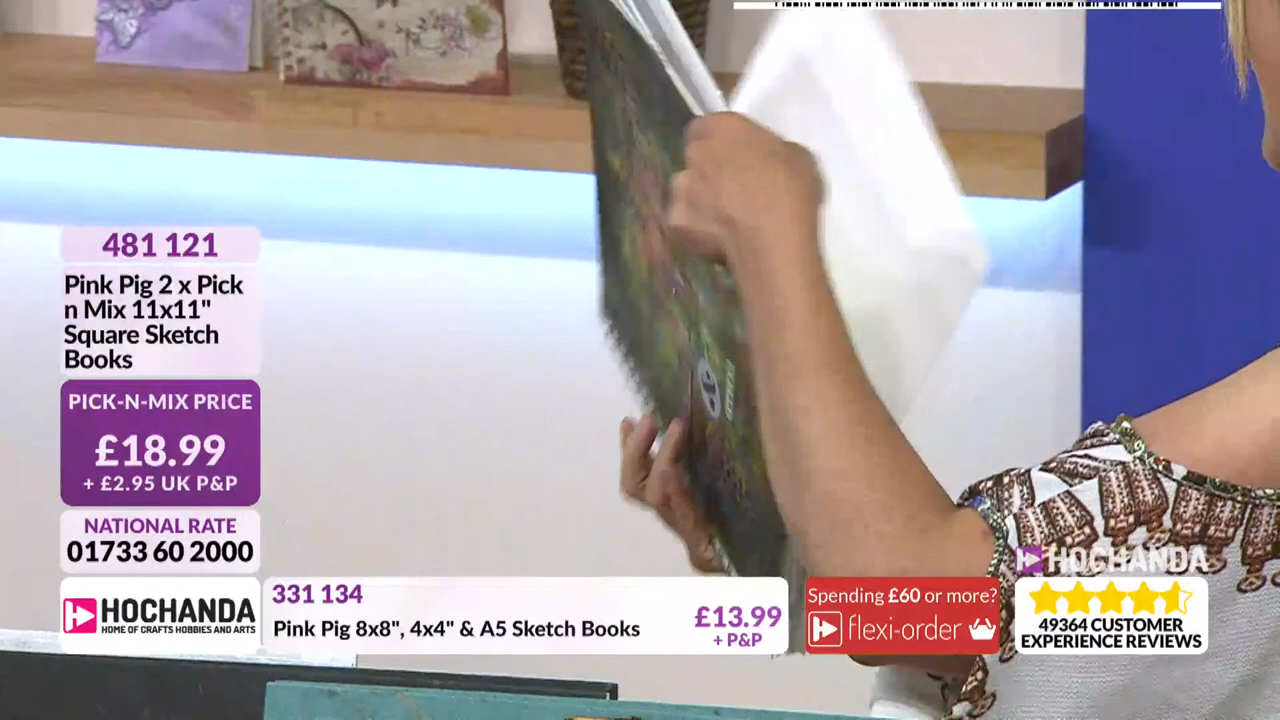 481 121
Pink Pig 2 x Pick
n Mix 11x11"
Square Sketch
Books
PICK-N-MIX PRICE
£18.99
+ £2.95 UK P&P
NATIONAL RATE
01733 60 2000
HOCHANDA
HOME OF CRAFTS HOBBIES AND ARTS
331 134
Pink Pig 8x8", 4x4" & A5 Sketch Books
£13.99
+ P&P
Spending £60 or more?
flexi-order
HOCHANDA
49364 CUSTOMER
EXPERIENCE REVIEWS